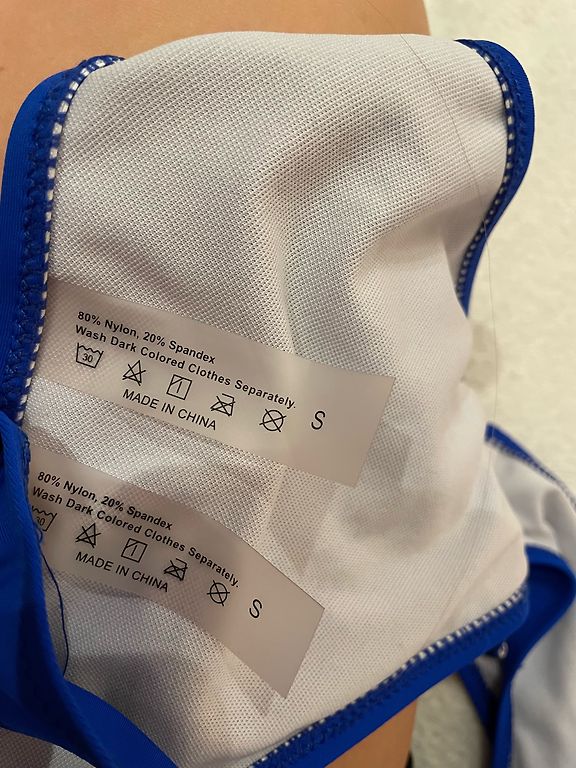 80% Nylon, 20% Spandex
Wash Dark Colored Clothes Separately.
30
MADE IN CHINA
S
80% Nylon, 20% Spandex
Wash Dark Colored Clothes Separately.
30
MADE IN CHINA
S